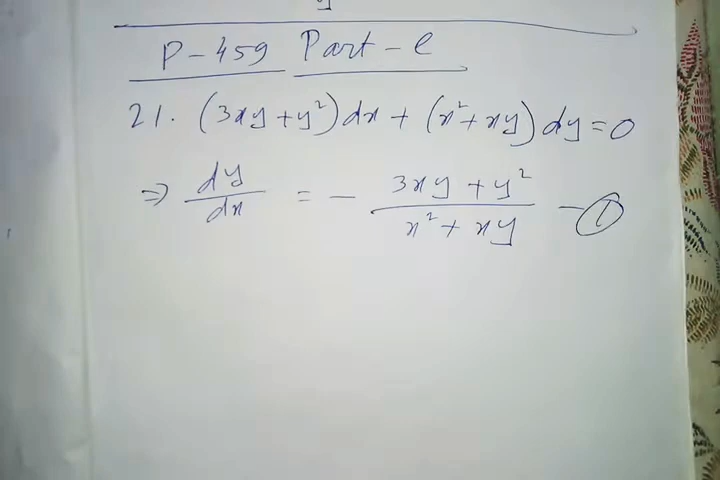 P-459 Part-e
21. (3xy+y²)dx + (x²+xy)dy=0
⇒ dy/dx = - (3xy+y²)/(x²+xy) -①